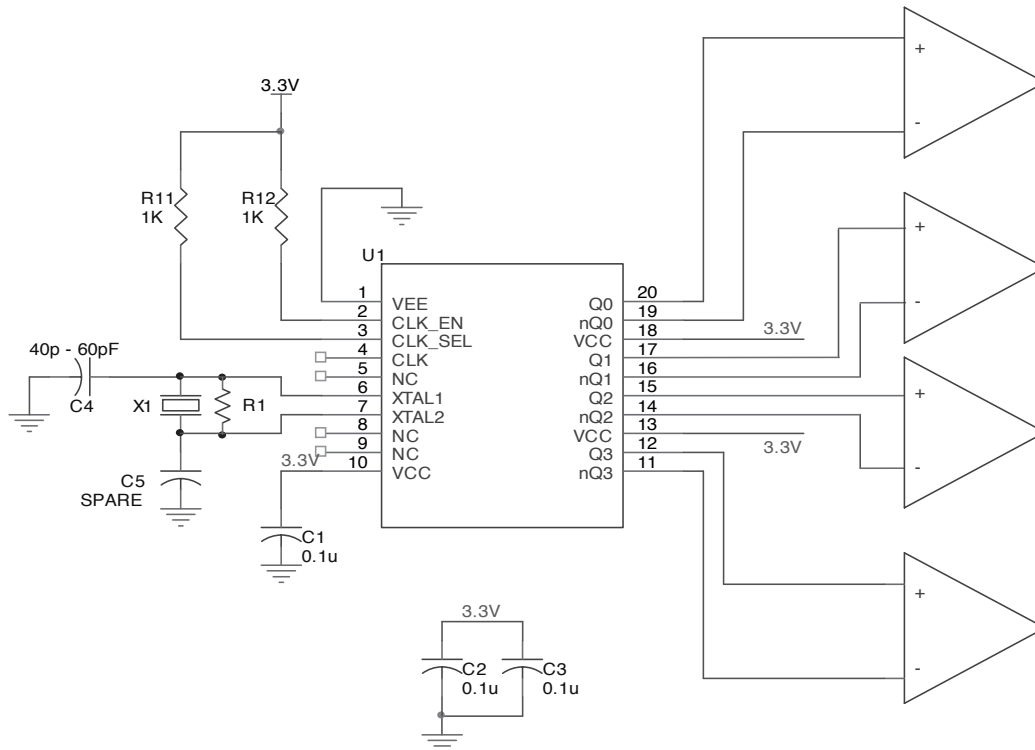 3.3V
R11
1K
R12
1K
U1
1 VEE
2 CLK_EN
3 CLK_SEL
4 CLK
5 NC
6 XTAL1
7 XTAL2
8 NC
9 NC
10 VCC
20 Q0
19 nQ0
18 VCC
17 Q1
16 nQ1
15 Q2
14 nQ2
13 VCC
12 Q3
11 nQ3
3.3V
3.3V
40p - 60pF
C4
X1
R1
C5
SPARE
3.3V
C1
0.1u
3.3V
C2
0.1u
C3
0.1u
+
-
+
-
+
-
+
-